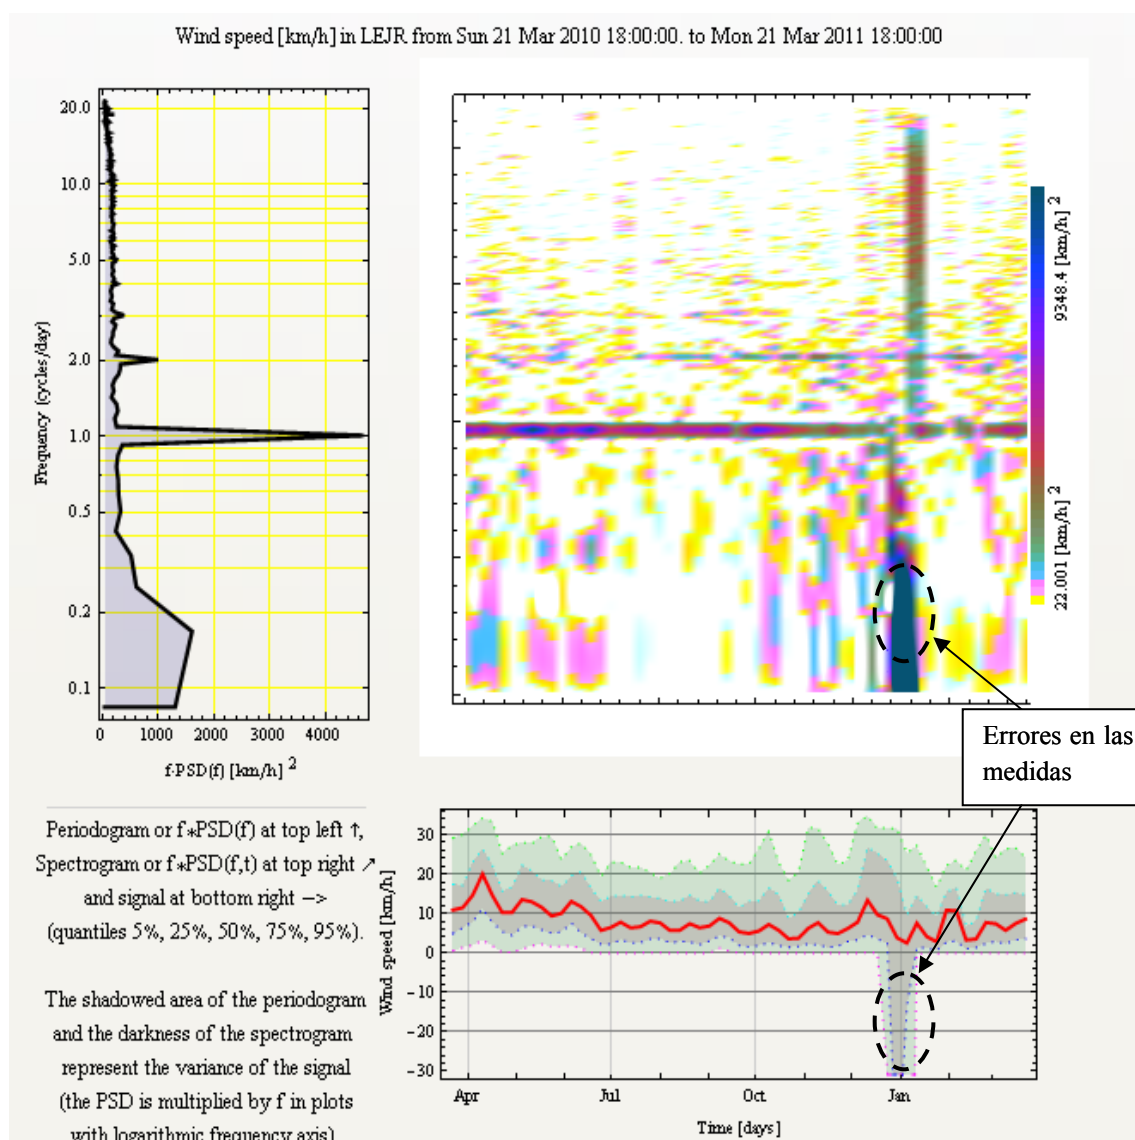 Wind speed [km/h] in LEJR from Sun 21 Mar 2010 18:00:00. to Mon 21 Mar 2011 18:00:00
20.0
10.0
5.0
2.0
1.0
0.5
0.2
0.1
Frequency (cycles/day)
0 1000 2000 3000 4000
f·PSD(f) [km/h] 2
9348.4 [km/h] 2
22.001 [km/h] 2
Errores en las
medidas
Periodogram or f*PSD(f) at top left ↑,
Spectrogram or f*PSD(f,t) at top right ↗
and signal at bottom right -->
(quantiles 5%, 25%, 50%, 75%, 95%).
The shadowed area of the periodogram
and the darkness of the spectrogram
represent the variance of the signal
(the PSD is multiplied by f in plots
with logarithmic frequency axis)
Wind speed [km/h]
30
20
10
0
-10
-20
-30
Apr Jul Oct Jan
Time [days]